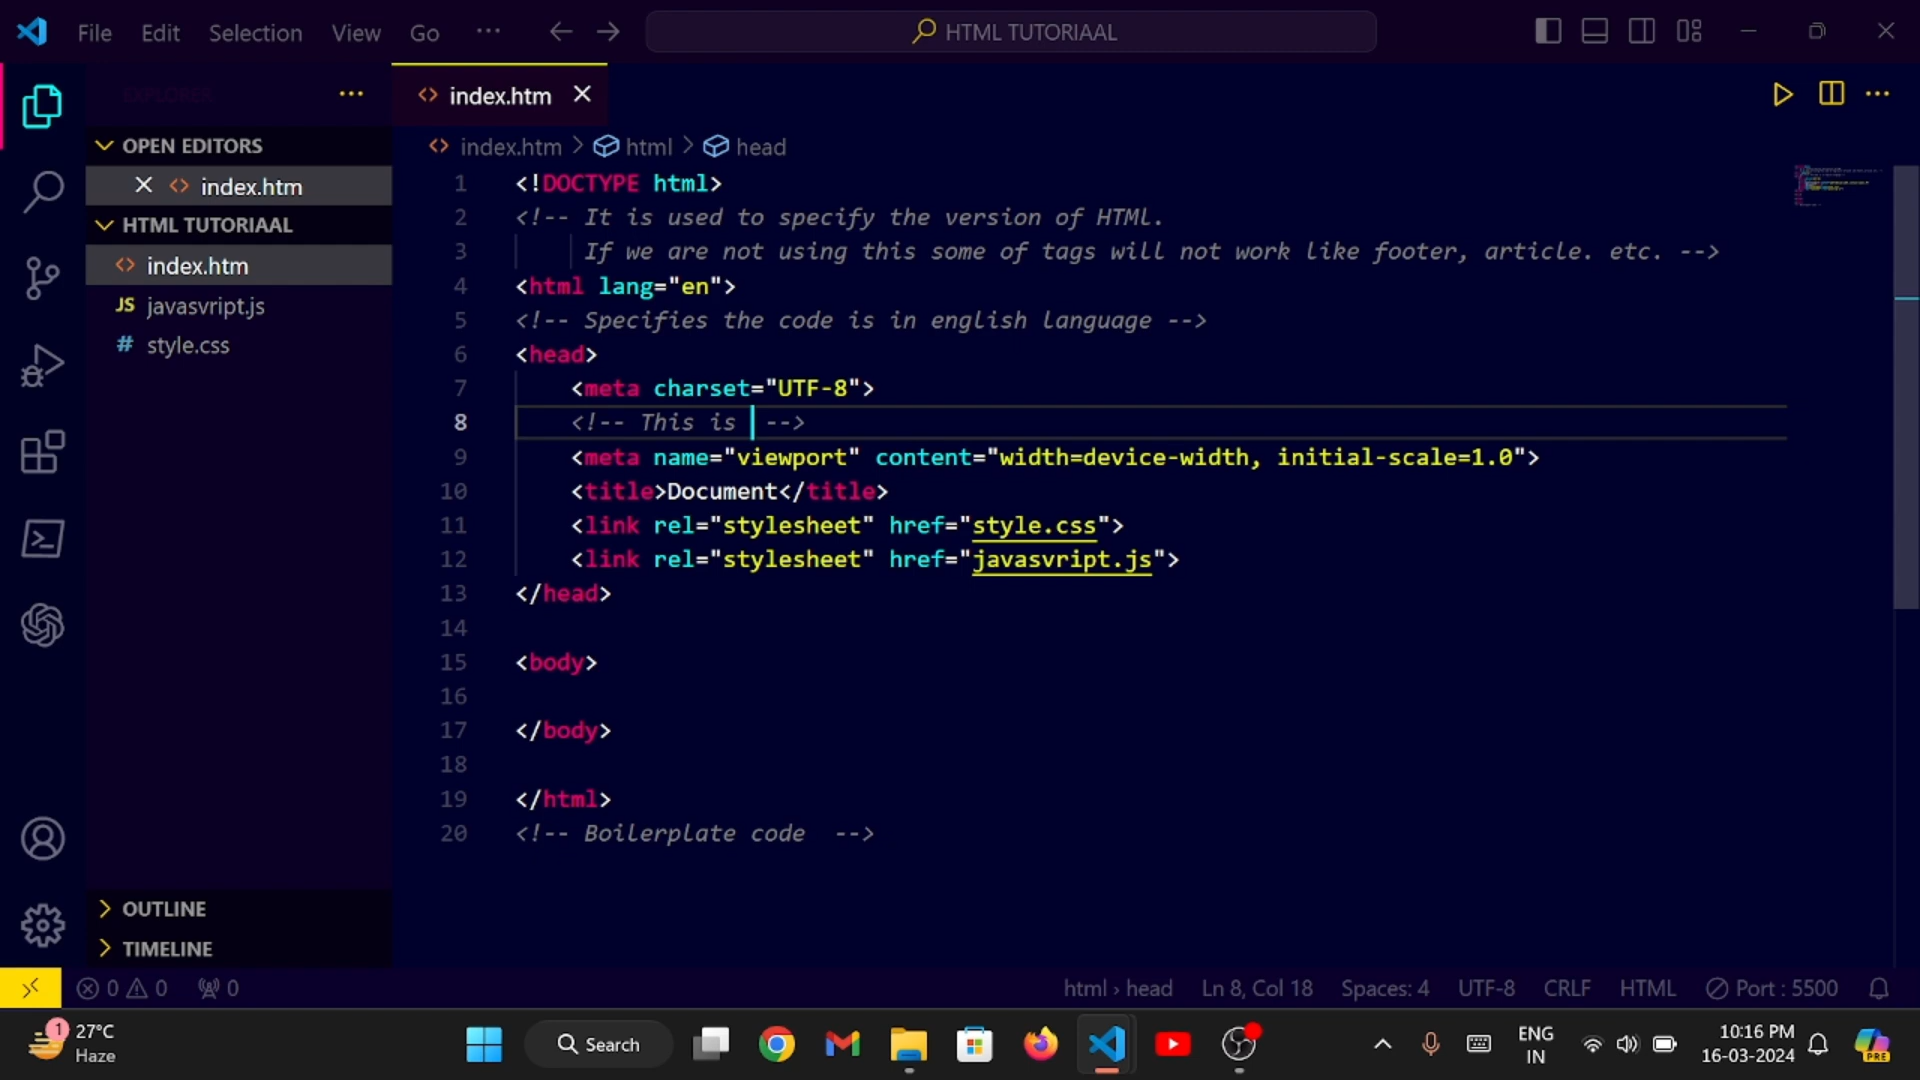 File Edit Selection View Go ··· HTML TUTORIAAL
EXPLORER ···
index.htm
OPEN EDITORS
index.htm
HTML TUTORIAAL
index.htm
JS javasvript.js
# style.css
OUTLINE
TIMELINE
index.htm > html > head
1 <!DOCTYPE html>
2 <!-- It is used to specify the version of HTMl.
3 If we are not using this some of tags will not work like footer, article. etc. -->
4 <html lang="en">
5 <!-- Specifies the code is in english language -->
6 <head>
7 <meta charset="UTF-8">
8 <!-- This is  -->
9 <meta name="viewport" content="width=device-width, initial-scale=1.0">
10 <title>Document</title>
11 <link rel="stylesheet" href="style.css">
12 <link rel="stylesheet" href="javasvript.js">
13 </head>
14
15 <body>
16
17 </body>
18
19 </html>
20 <!-- Boilerplate code  -->
0 0 0 html › head Ln 8, Col 18 Spaces: 4 UTF-8 CRLF HTML Port : 5500
1 27°C
Haze
Search
ENG
IN
10:16 PM
16-03-2024
PRE